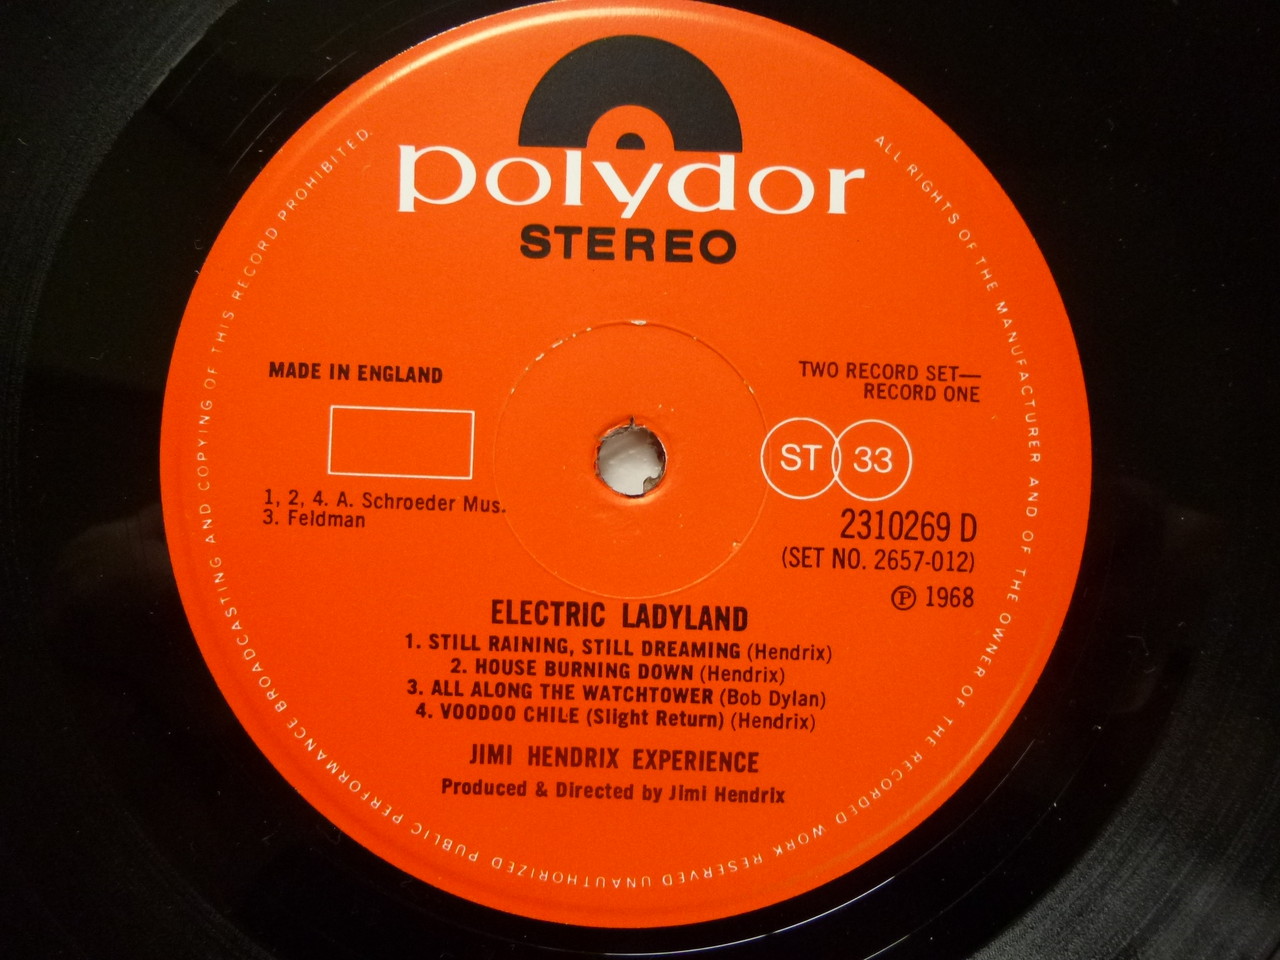 polydor
STEREO
MADE IN ENGLAND
TWO RECORD SET—
RECORD ONE
ST 33
1, 2, 4. A. Schroeder Mus.
3. Feldman
2310269 D
(SET NO. 2657-012)
Ⓟ 1968
ELECTRIC LADYLAND
1. STILL RAINING, STILL DREAMING (Hendrix)
2. HOUSE BURNING DOWN (Hendrix)
3. ALL ALONG THE WATCHTOWER (Bob Dylan)
4. VOODOO CHILE (Slight Return) (Hendrix)
JIMI HENDRIX EXPERIENCE
Produced & Directed by Jimi Hendrix
ALL RIGHTS OF THE MANUFACTURER AND OF THE OWNER OF THE RECORDED WORK RESERVED UNAUTHORIZED PUBLIC PERFORMANCE BROADCASTING AND COPYING OF THIS RECORD PROHIBITED.